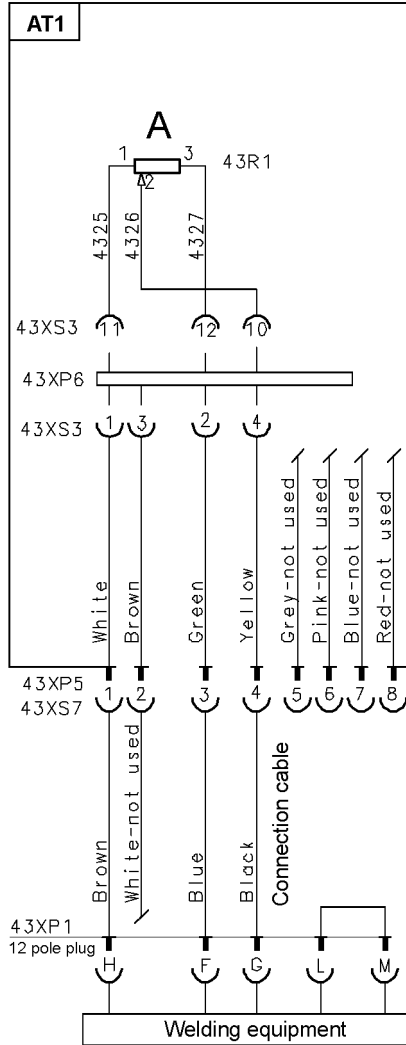 AT1
A
1 3 43R1
2
4325 4326 4327
43XS3 11 12 10
43XP6
43XS3 1 3 2 4
White Brown Green Yellow Grey-not used Pink-not used Blue-not used Red-not used
43XP5
43XS7 1 2 3 4 5 6 7 8
Brown White-not used Blue Black Connection cable
43XP1
12 pole plug H F G L M
Welding equipment